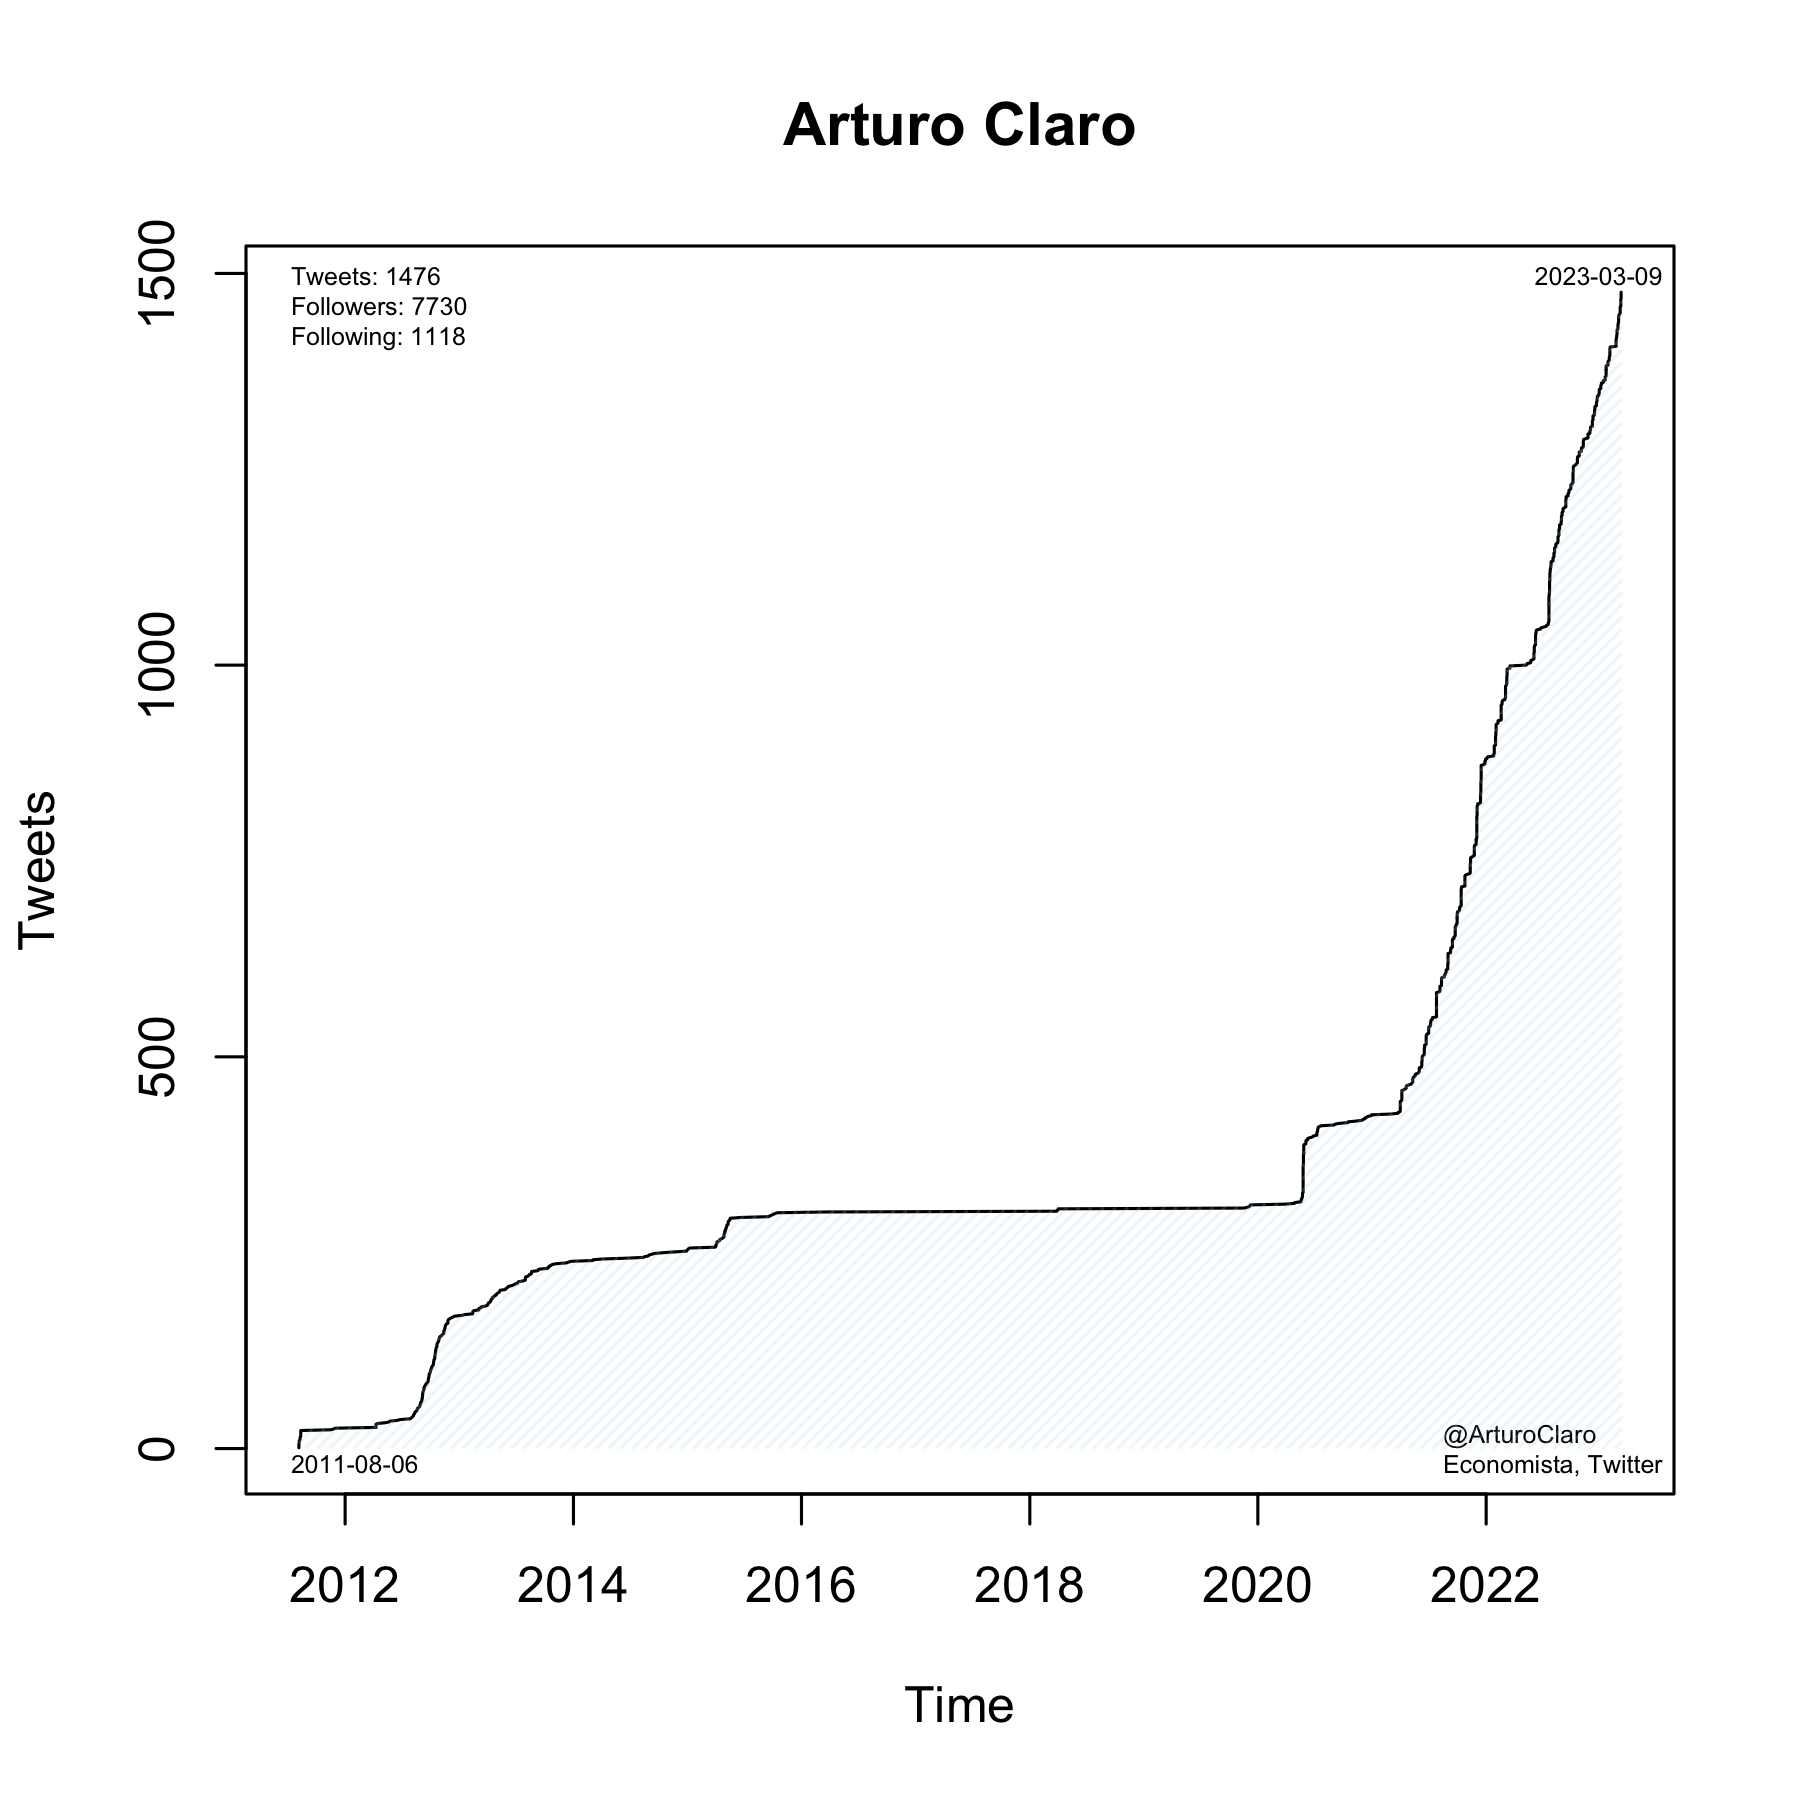 Arturo Claro
Tweets: 1476
Followers: 7730
Following: 1118
2023-03-09
1500
1000
500
0
Tweets
@ArturoClaro
Economista, Twitter
2011-08-06
2012 2014 2016 2018 2020 2022
Time